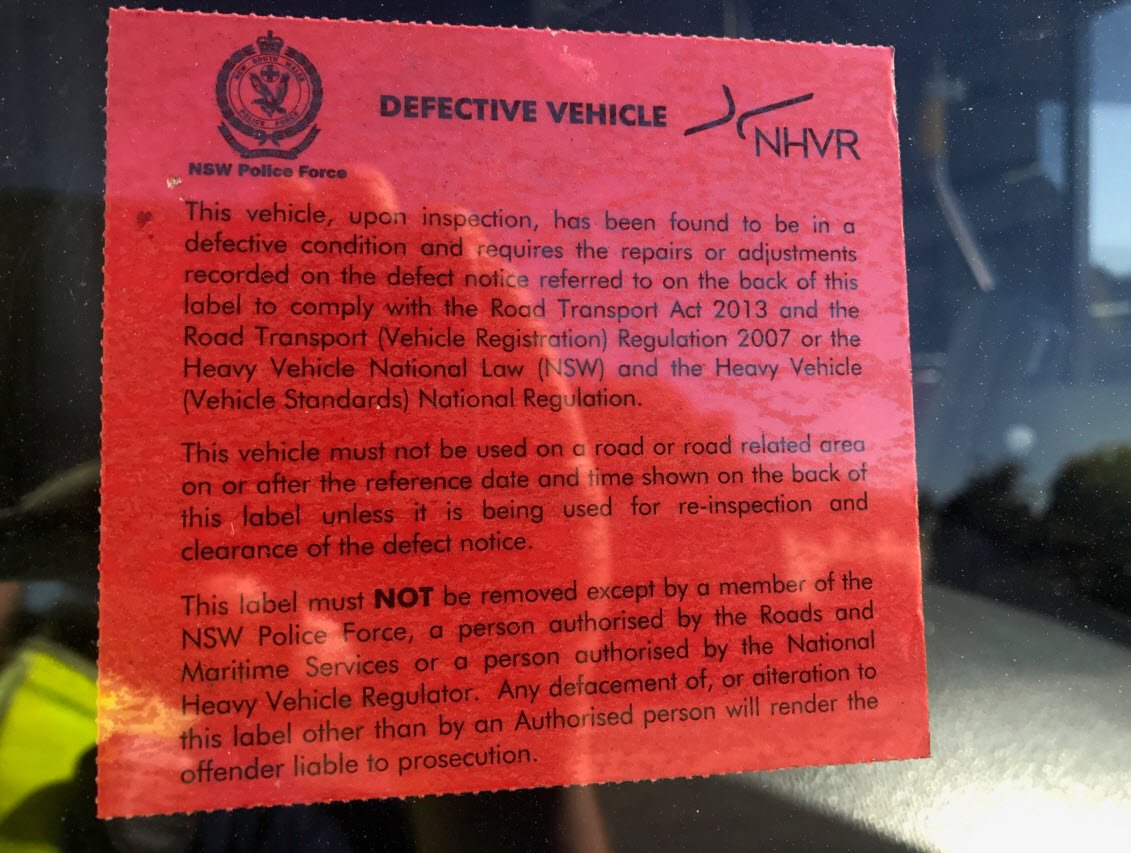 NEW SOUTH WALES
POLICE FORCE
NSW Police Force
DEFECTIVE VEHICLE
NHVR
This vehicle, upon inspection, has been found to be in a
defective condition and requires the repairs or adjustments
recorded on the defect notice referred to on the back of this
label to comply with the Road Transport Act 2013 and the
Road Transport (Vehicle Registration) Regulation 2007 or the
Heavy Vehicle National Law (NSW) and the Heavy Vehicle
(Vehicle Standards) National Regulation.
This vehicle must not be used on a road or road related area
on or after the reference date and time shown on the back of
this label unless it is being used for re-inspection and
clearance of the defect notice.
This label must NOT be removed except by a member of the
NSW Police Force, a person authorised by the Roads and
Maritime Services or a person authorised by the National
Heavy Vehicle Regulator. Any defacement of, or alteration to
this label other than by an Authorised person will render the
offender liable to prosecution.